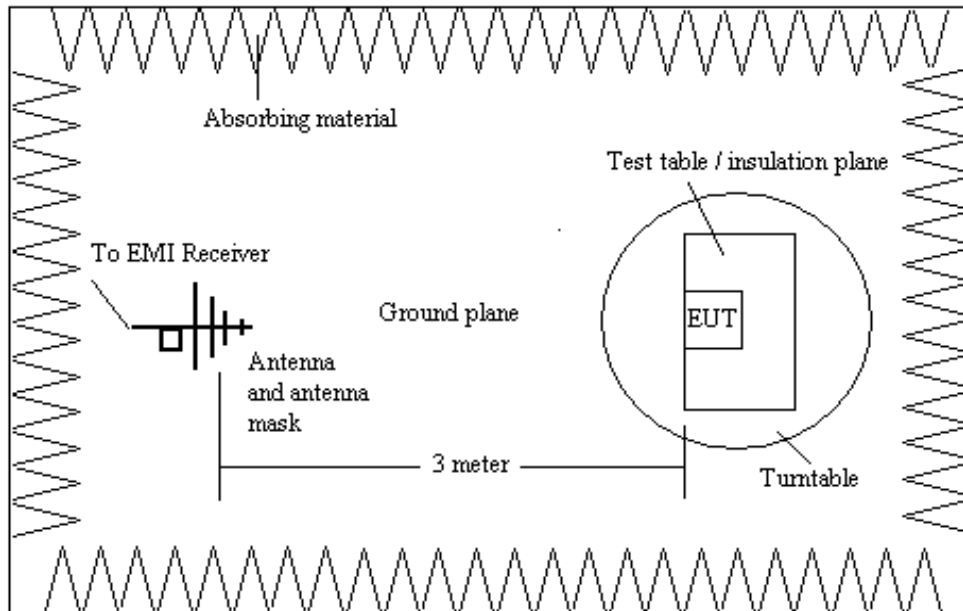 Absorbing material
Test table / insulation plane
To EMI Receiver
Ground plane
EUT
Antenna
and antenna
mask
3 meter
Turntable